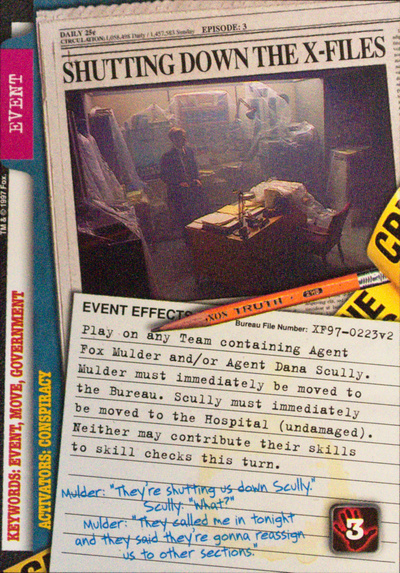 DAILY 25¢
CIRCULATION: 1,058,498 Daily / 1,457,583 Sunday
EPISODE: 3
SHUTTING DOWN THE X-FILES
EVENT
TM & © 1997 Fox.
KEYWORDS: EVENT, MOVE, GOVERNMENT
ACTIVATORS: CONSPIRACY
TRUTH
EVENT EFFECTS
Bureau File Number: XF97-0223v2
Play on any Team containing Agent
Fox Mulder and/or Agent Dana Scully.
Mulder must immediately be moved to
the Bureau. Scully must immediately
be moved to the Hospital (undamaged).
Neither may contribute their skills
to skill checks this turn.
Mulder: "They're shutting us down Scully."
Scully: "What?"
Mulder: "They called me in tonight
and they said they're gonna reassign
us to other sections."
3